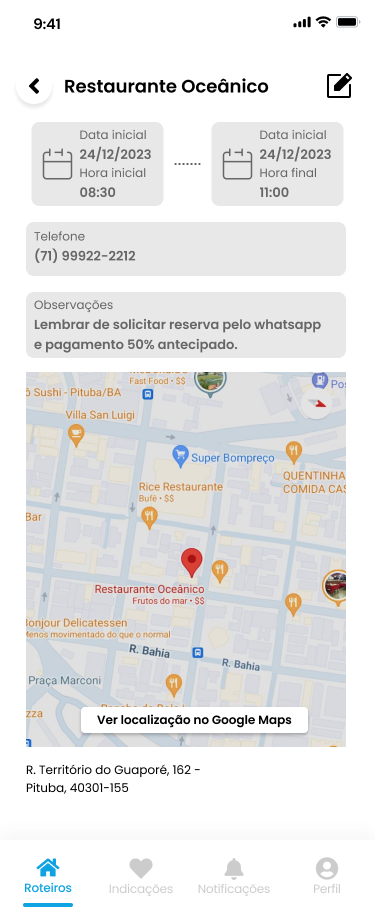 9:41
Restaurante Oceânico
Data inicial
24/12/2023
Hora inicial
08:30
Data inicial
24/12/2023
Hora final
11:00
Telefone
(71) 99922-2212
Observações
Lembrar de solicitar reserva pelo whatsapp
e pagamento 50% antecipado.
Fast Food • $$
Sushi - Pituba/BA
Pos
Villa San Luigi
Super Bompreço
QUENTINHA
COMIDA CAS
Rice Restaurante
Bufê • $$
Bar
Restaurante Oceânico
Frutos do mar • $$
Bonjour Delicatessen
Menos movimentado do que o normal
R. Bahia
R. Bahia
Praça Marconi
zza
Ver localização no Google Maps
R. Território do Guaporé, 162 -
Pituba, 40301-155
Roteiros
Indicações
Notificações
Perfil